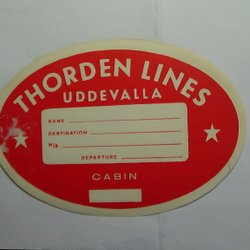 THORDEN LINES
UDDEVALLA
NAME
DESTINATION
M/S
DEPARTURE
CABIN